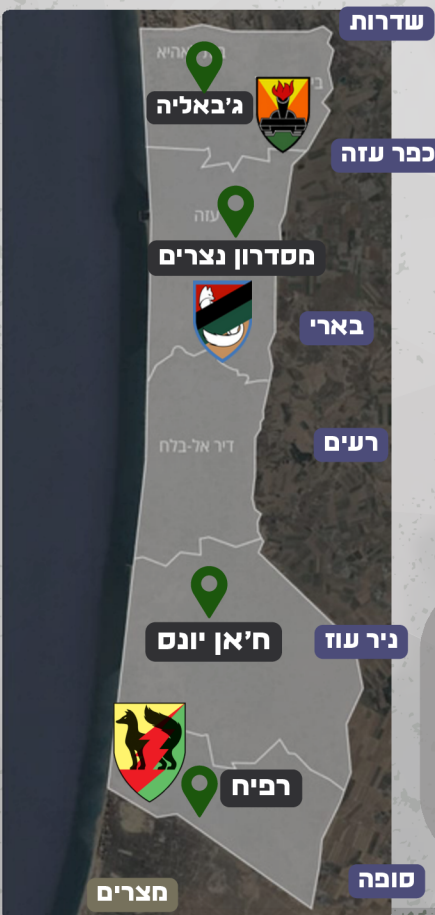 שדרות
ג'באליה
כפר עזה
עזה
מסדרון נצרים
בארי
רעים
דיר אל-בלח
ח'אן יונס
ניר עוז
רפיח
סופה
מצרים